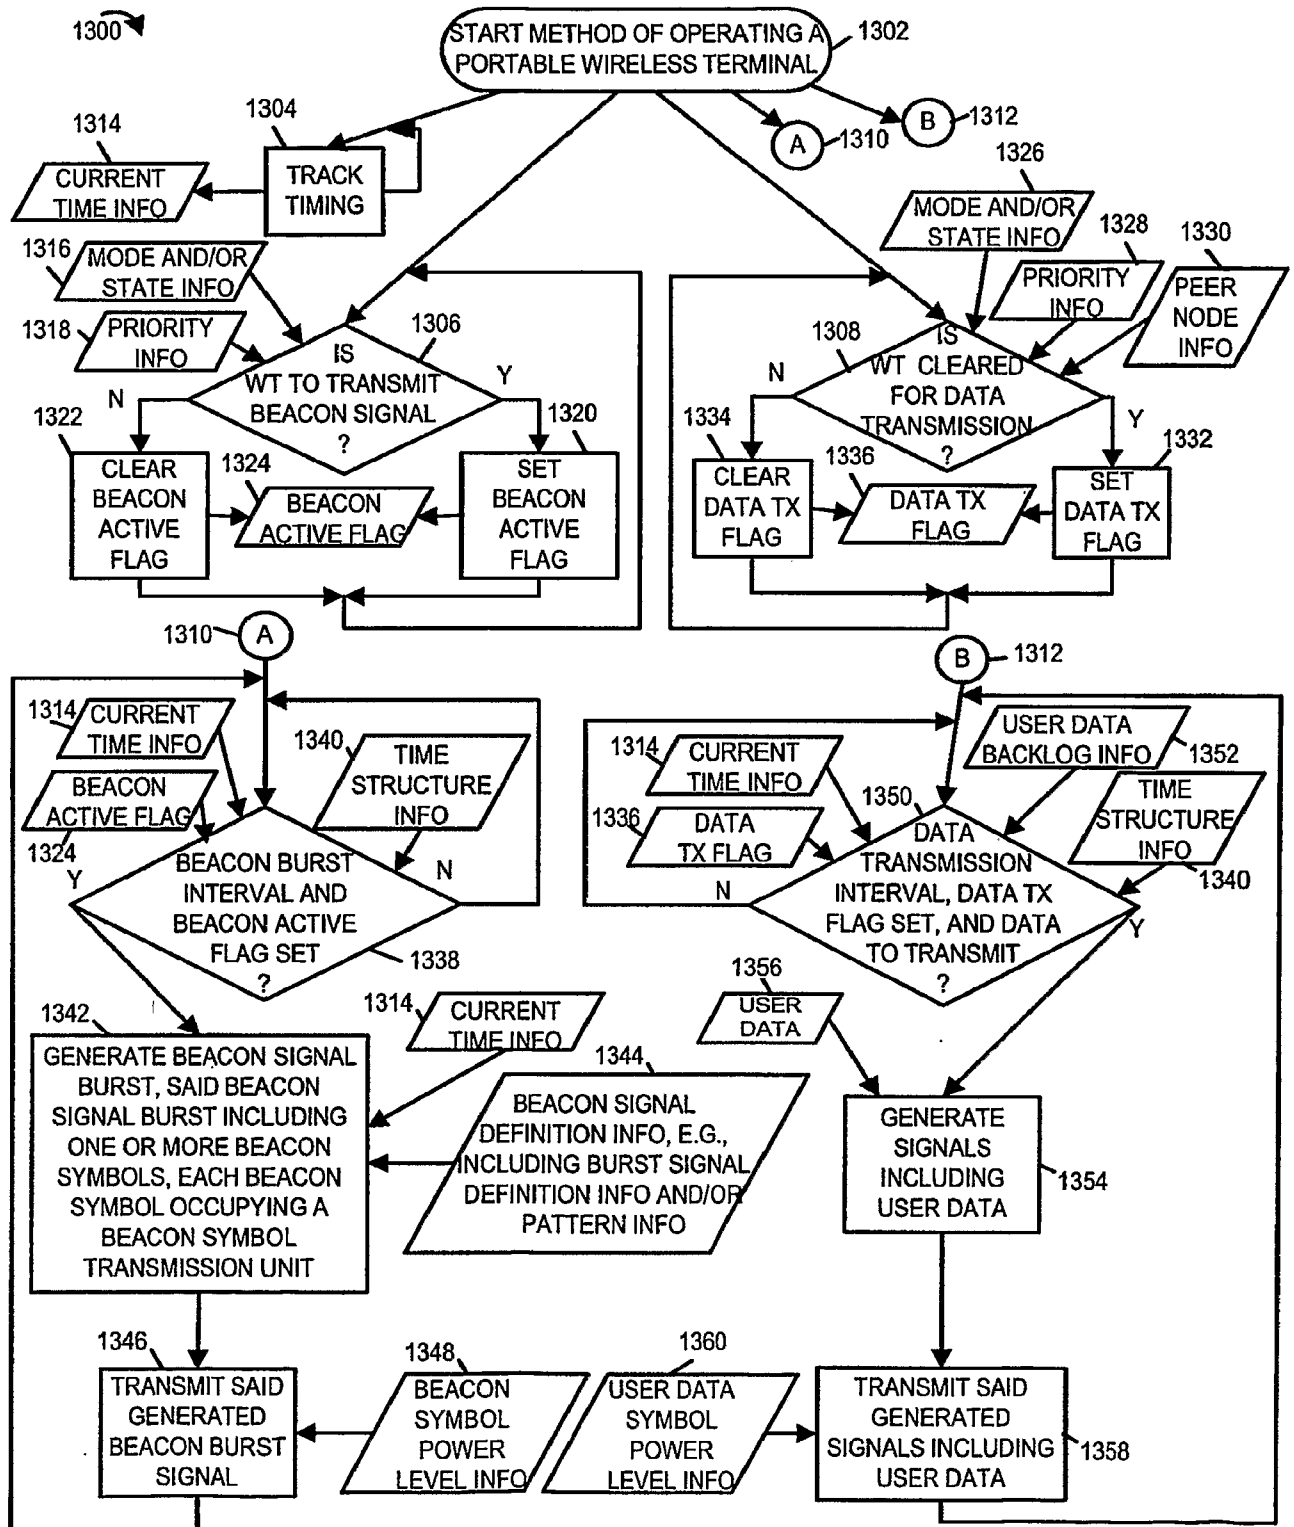 1300
START METHOD OF OPERATING A
PORTABLE WIRELESS TERMINAL
1302
A
1310
B
1312
1304
TRACK
TIMING
1314
CURRENT
TIME INFO
1316
MODE AND/OR
STATE INFO
1318
PRIORITY
INFO
1306
IS
WT TO TRANSMIT
BEACON SIGNAL
?
N
Y
1322
CLEAR
BEACON
ACTIVE
FLAG
1324
BEACON
ACTIVE FLAG
1320
SET
BEACON
ACTIVE
FLAG
1326
MODE AND/OR
STATE INFO
1328
PRIORITY
INFO
1330
PEER
NODE
INFO
1308
IS
WT CLEARED
FOR DATA
TRANSMISSION
?
N
Y
1334
CLEAR
DATA TX
FLAG
1336
DATA TX
FLAG
1332
SET
DATA TX
FLAG
1310
A
1314
CURRENT
TIME INFO
BEACON
ACTIVE FLAG
1324
1340
TIME
STRUCTURE
INFO
Y
N
BEACON BURST
INTERVAL AND
BEACON ACTIVE
FLAG SET
?
1338
1342
GENERATE BEACON SIGNAL
BURST, SAID BEACON
SIGNAL BURST INCLUDING
ONE OR MORE BEACON
SYMBOLS, EACH BEACON
SYMBOL OCCUPYING A
BEACON SYMBOL
TRANSMISSION UNIT
1314
CURRENT
TIME INFO
1344
BEACON SIGNAL
DEFINITION INFO, E.G.,
INCLUDING BURST SIGNAL
DEFINITION INFO AND/OR
PATTERN INFO
1346
TRANSMIT SAID
GENERATED
BEACON BURST
SIGNAL
1348
BEACON
SYMBOL
POWER
LEVEL INFO
B
1312
1314
CURRENT
TIME INFO
1336
DATA
TX FLAG
USER DATA
BACKLOG INFO
1352
TIME
STRUCTURE
INFO
1340
1350
DATA
TRANSMISSION
INTERVAL, DATA TX
FLAG SET, AND DATA
TO TRANSMIT
?
N
Y
1356
USER
DATA
GENERATE
SIGNALS
INCLUDING
USER DATA
1354
1360
USER DATA
SYMBOL
POWER
LEVEL INFO
TRANSMIT SAID
GENERATED
SIGNALS INCLUDING
USER DATA
1358